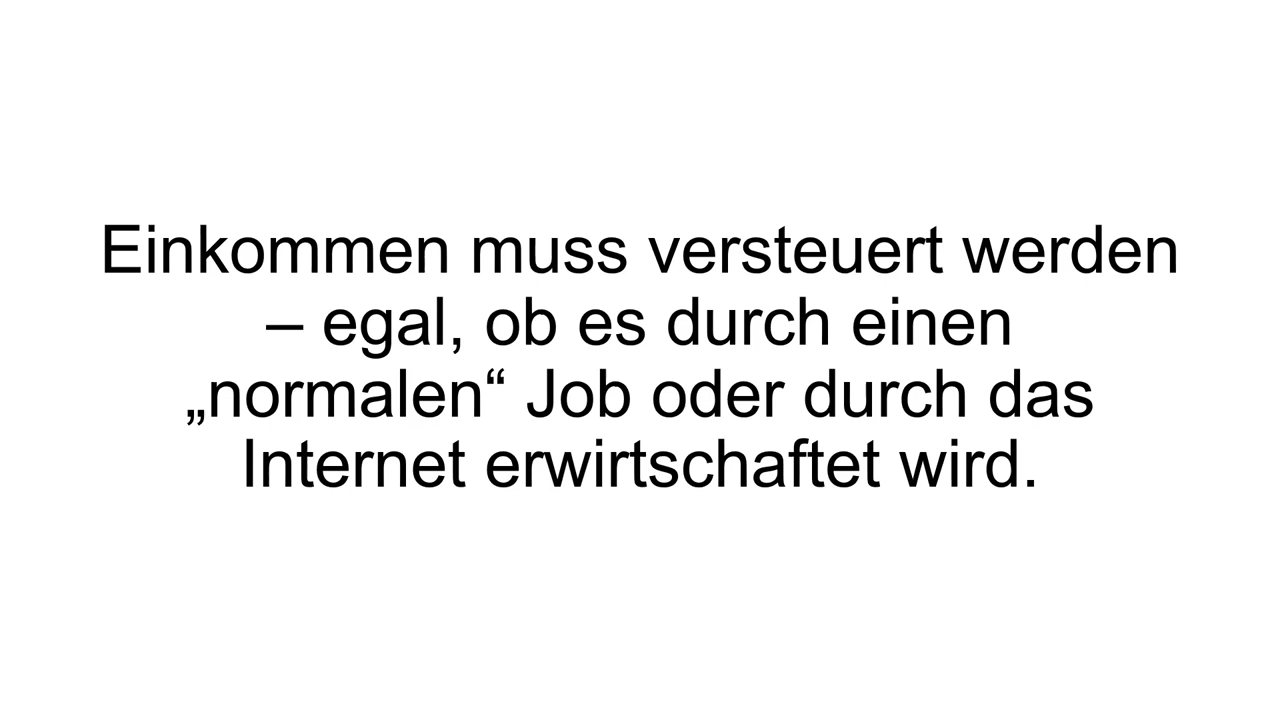 Einkommen muss versteuert werden
– egal, ob es durch einen
„normalen“ Job oder durch das
Internet erwirtschaftet wird.